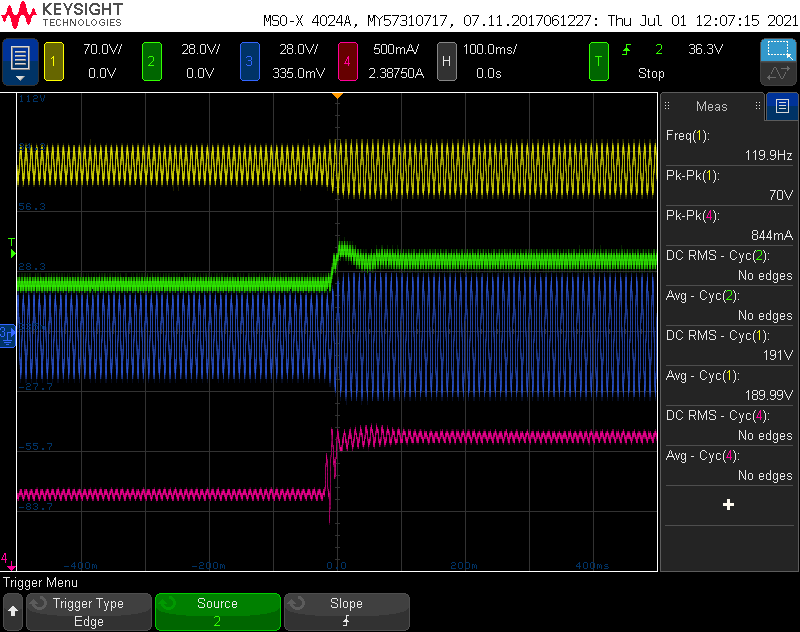 KEYSIGHT
TECHNOLOGIES
MSO-X 4024A, MY57310717, 07.11.2017061227: Thu Jul 01 12:07:15 2021
1 70.0V/ 2 28.0V/ 3 28.0V/ 4 500mA/ H 100.0ms/ T 2 36.3V
0.0V 0.0V 335.0mV 2.38750A 0.0s Stop
112V
Meas
Freq(1):
119.9Hz
Pk-Pk(1):
70V
56.3
Pk-Pk(4):
844mA
T
DC RMS - Cyc(2):
28.3
No edges
Avg - Cyc(2):
No edges
3
DC RMS - Cyc(1):
191V
Avg - Cyc(1):
-27.7
189.99V
DC RMS - Cyc(4):
No edges
-55.7
Avg - Cyc(4):
No edges
-83.7
+
4
-400m -200m 0.0 200m 400ms
Trigger Menu
Trigger Type Source Slope
Edge 2